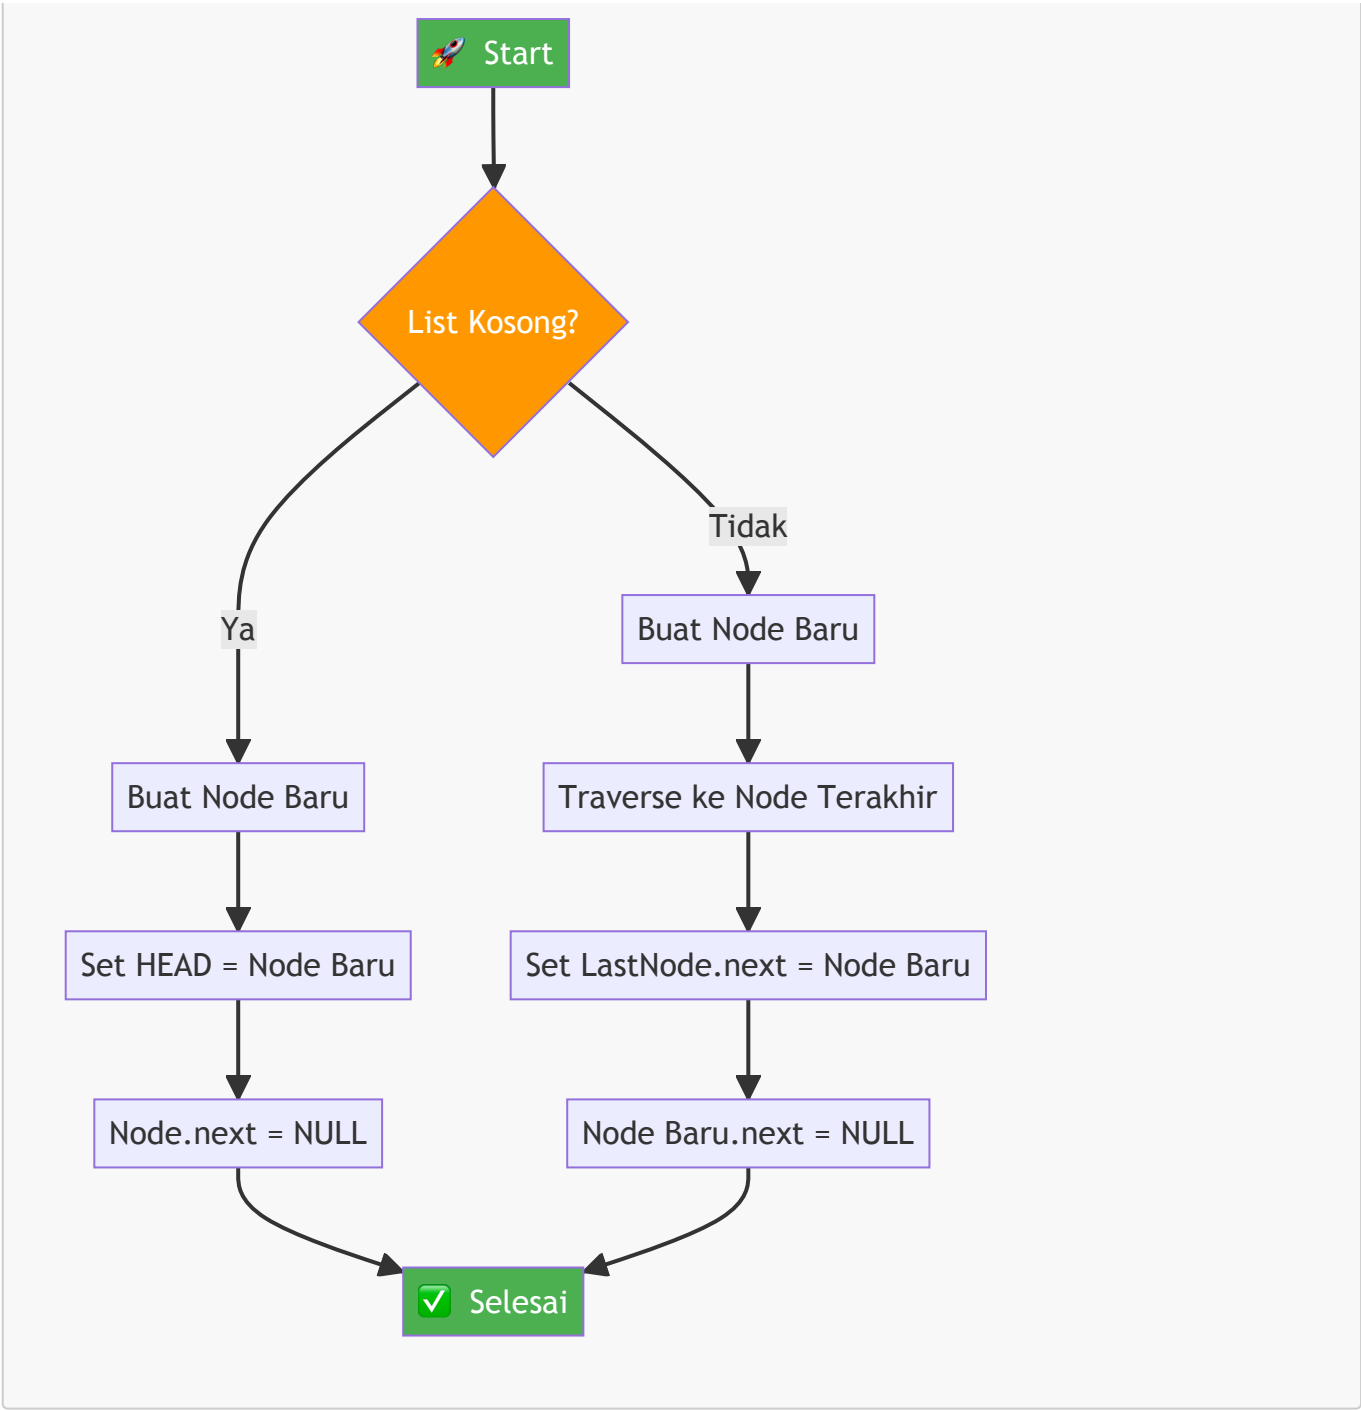 🚀 Start
List Kosong?
Tidak
Ya
Buat Node Baru
Buat Node Baru
Traverse ke Node Terakhir
Set HEAD = Node Baru
Set LastNode.next = Node Baru
Node.next = NULL
Node Baru.next = NULL
✅ Selesai